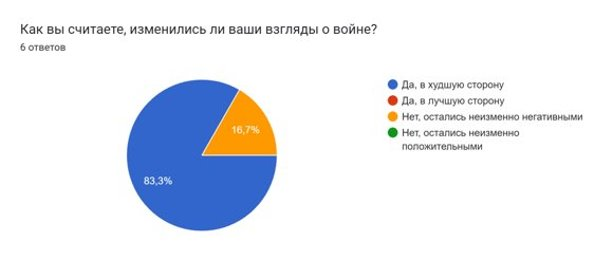 Как вы считаете, изменились ли ваши взгляды о войне?
6 ответов
Да, в худшую сторону
Да, в лучшую сторону
Нет, остались неизменно негативными
Нет, остались неизменно
положительными
16,7%
83,3%